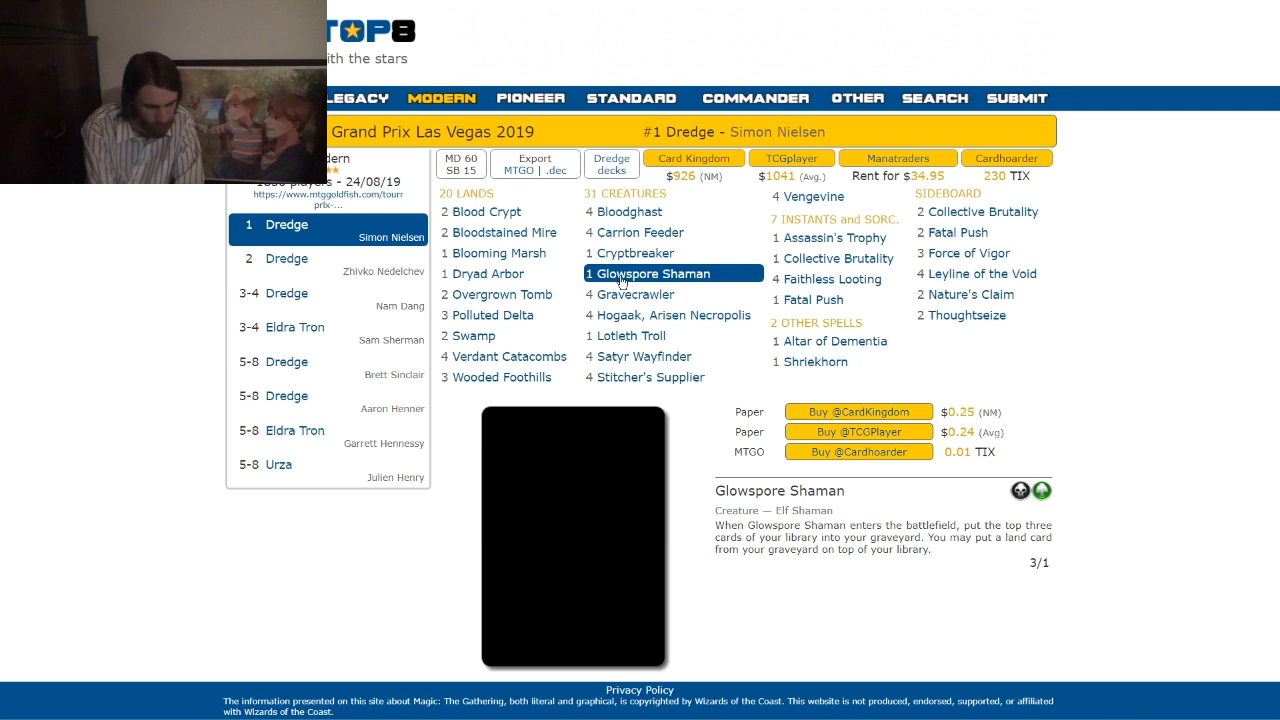 TOP8
ith the stars
LEGACY MODERN PIONEER STANDARD COMMANDER OTHER SEARCH SUBMIT
Grand Prix Las Vegas 2019 #1 Dredge - Simon Nielsen
dern
players - 24/08/19
https://www.mtggoldfish.com/tourr
prix-...
1 Dredge
Simon Nielsen
2 Dredge
Zhivko Nedelchev
3-4 Dredge
Nam Dang
3-4 Eldra Tron
Sam Sherman
5-8 Dredge
Brett Sinclair
5-8 Dredge
Aaron Henner
5-8 Eldra Tron
Garrett Hennessy
5-8 Urza
Julien Henry
MD 60
SB 15
Export
MTGO | .dec
Dredge
decks
Card Kingdom
$926 (NM)
TCGplayer
$1041 (Avg.)
Manatraders
Rent for $34.95
Cardhoarder
230 TIX
20 LANDS
2 Blood Crypt
2 Bloodstained Mire
1 Blooming Marsh
1 Dryad Arbor
2 Overgrown Tomb
3 Polluted Delta
2 Swamp
4 Verdant Catacombs
3 Wooded Foothills
31 CREATURES
4 Bloodghast
4 Carrion Feeder
1 Cryptbreaker
1 Glowspore Shaman
4 Gravecrawler
4 Hogaak, Arisen Necropolis
1 Lotleth Troll
4 Satyr Wayfinder
4 Stitcher's Supplier
4 Vengevine
7 INSTANTS and SORC.
1 Assassin's Trophy
1 Collective Brutality
4 Faithless Looting
1 Fatal Push
2 OTHER SPELLS
1 Altar of Dementia
1 Shriekhorn
SIDEBOARD
2 Collective Brutality
2 Fatal Push
3 Force of Vigor
4 Leyline of the Void
2 Nature's Claim
2 Thoughtseize
Paper Buy @CardKingdom $0.25 (NM)
Paper Buy @TCGPlayer $0.24 (Avg)
MTGO Buy @Cardhoarder 0.01 TIX
Glowspore Shaman
Creature — Elf Shaman
When Glowspore Shaman enters the battlefield, put the top three
cards of your library into your graveyard. You may put a land card
from your graveyard on top of your library.
3/1
Privacy Policy
The information presented on this site about Magic: The Gathering, both literal and graphical, is copyrighted by Wizards of the Coast. This website is not produced, endorsed, supported, or affiliated
with Wizards of the Coast.